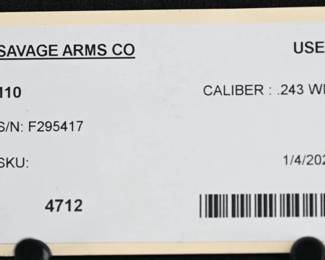 SAVAGE ARMS CO USE
110 CALIBER : .243 WI
S/N: F295417
SKU: 1/4/202
4712